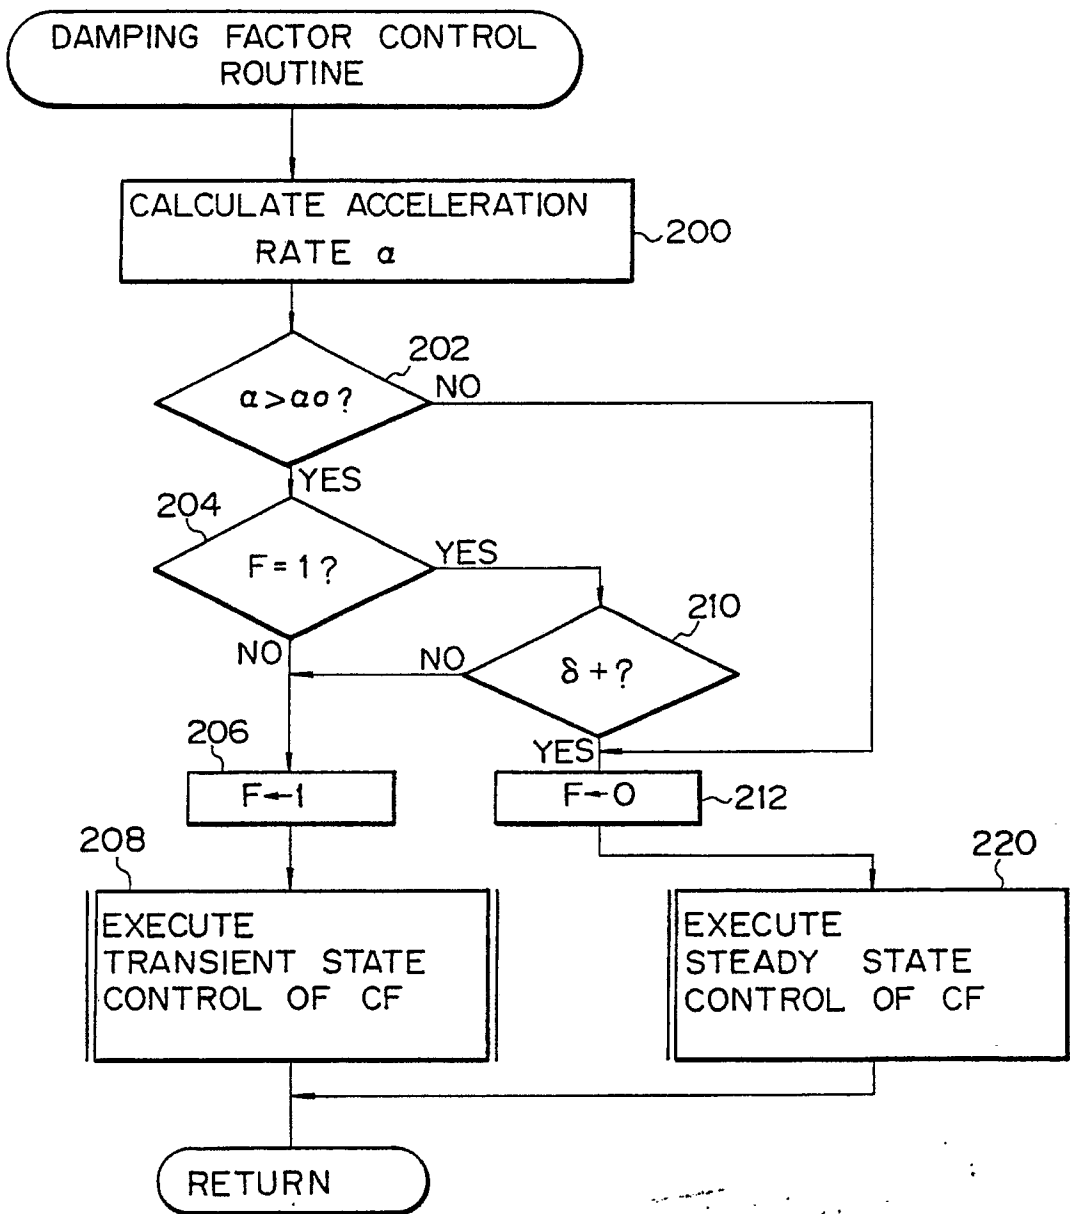 DAMPING FACTOR CONTROL
ROUTINE
CALCULATE ACCELERATION
RATE α
200
202
α>αo?
NO
YES
204
F=1?
YES
NO
210
δ+?
NO
YES
206
F←1
F←0
212
208
EXECUTE
TRANSIENT STATE
CONTROL OF CF
220
EXECUTE
STEADY STATE
CONTROL OF CF
RETURN